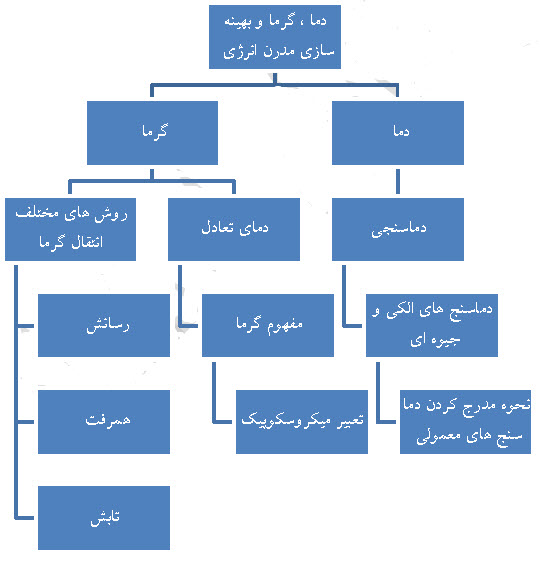 دما ، گرما و بهینه
سازی مدرن انرژی
دما
گرما
دماسنجی
دمای تعادل
روش های مختلف
انتقال گرما
دماسنج های الکی و
جیوه ای
مفهوم گرما
رسانش
نحوه مدرج کردن دما
سنج های معمولی
تعبیر میکروسکوپیک
همرفت
تابش